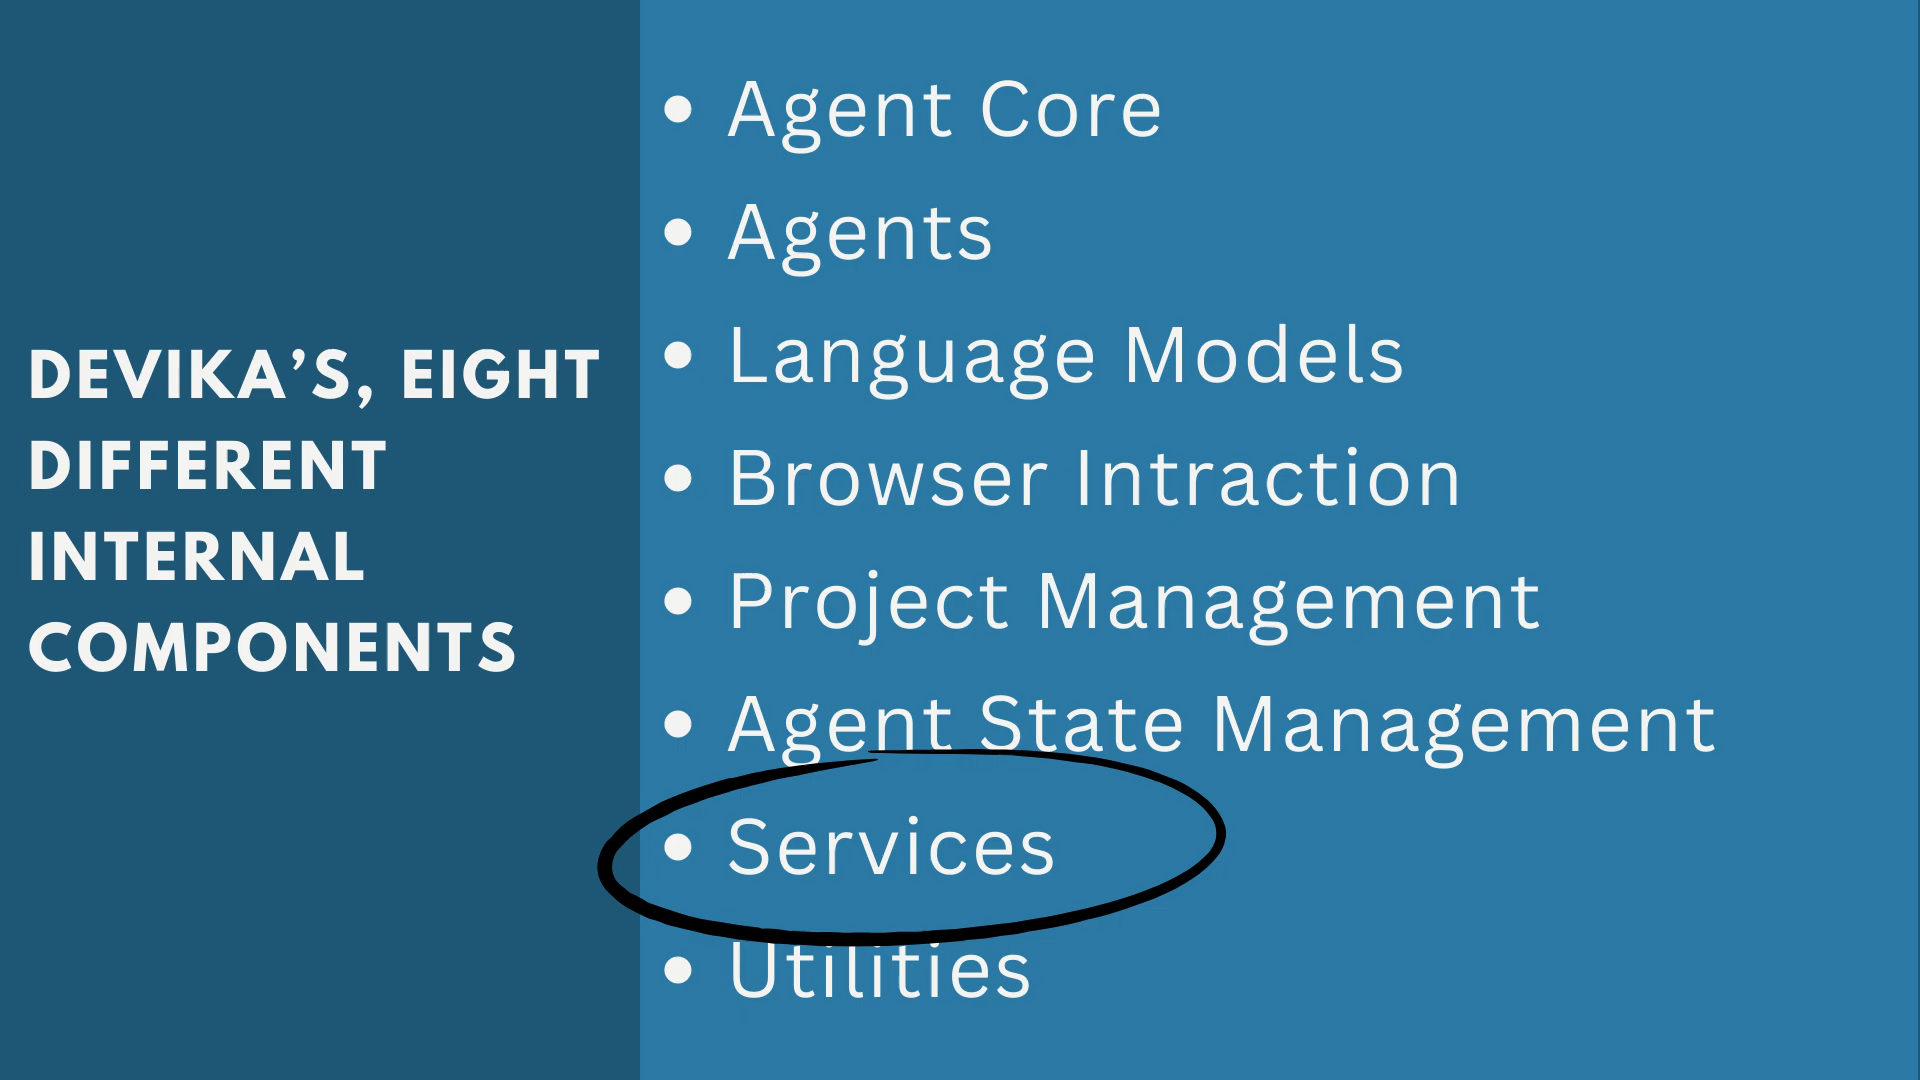 DEVIKA’S, EIGHT
DIFFERENT
INTERNAL
COMPONENTS
• Agent Core
• Agents
• Language Models
• Browser Intraction
• Project Management
• Agent State Management
• Services
• Utilities